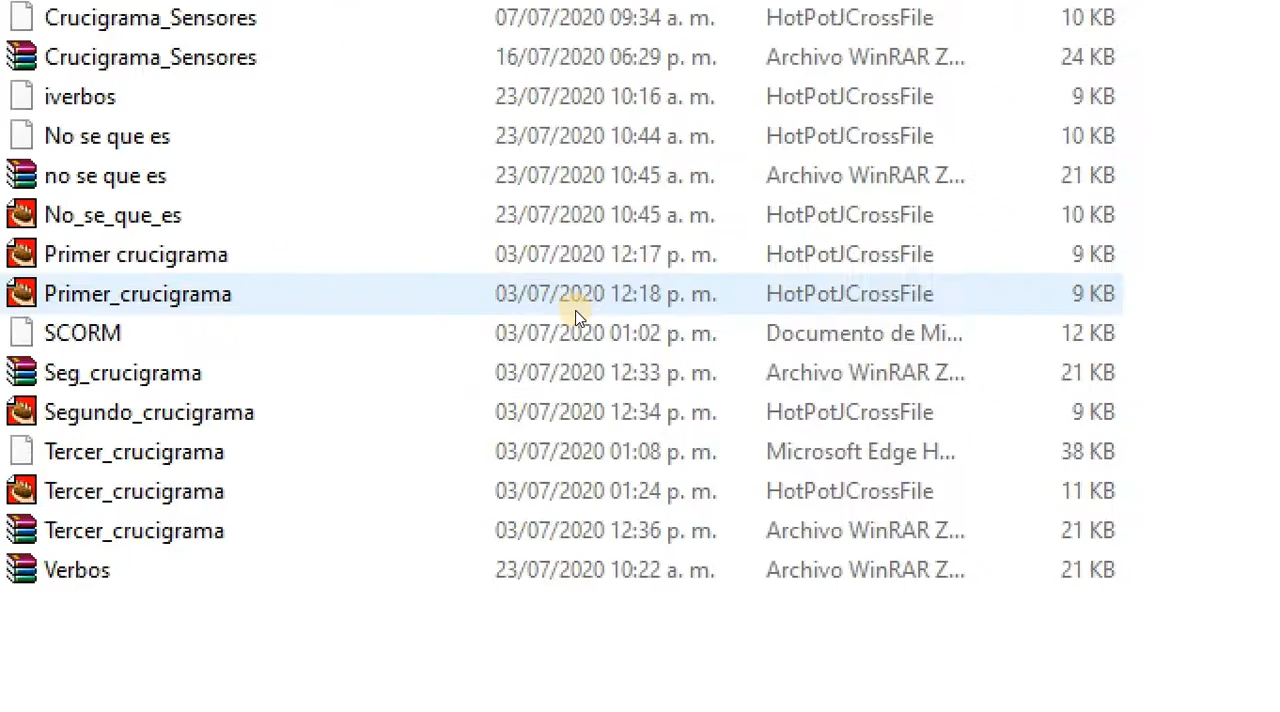 Crucigrama_Sensores 07/07/2020 09:34 a. m. HotPotJCrossFile 10 KB
Crucigrama_Sensores 16/07/2020 06:29 p. m. Archivo WinRAR Z... 24 KB
iverbos 23/07/2020 10:16 a. m. HotPotJCrossFile 9 KB
No se que es 23/07/2020 10:44 a. m. HotPotJCrossFile 10 KB
no se que es 23/07/2020 10:45 a. m. Archivo WinRAR Z... 21 KB
No_se_que_es 23/07/2020 10:45 a. m. HotPotJCrossFile 10 KB
Primer crucigrama 03/07/2020 12:17 p. m. HotPotJCrossFile 9 KB
Primer_crucigrama 03/07/2020 12:18 p. m. HotPotJCrossFile 9 KB
SCORM 03/07/2020 01:02 p. m. Documento de Mi... 12 KB
Seg_crucigrama 03/07/2020 12:33 p. m. Archivo WinRAR Z... 21 KB
Segundo_crucigrama 03/07/2020 12:34 p. m. HotPotJCrossFile 9 KB
Tercer_crucigrama 03/07/2020 01:08 p. m. Microsoft Edge H... 38 KB
Tercer_crucigrama 03/07/2020 01:24 p. m. HotPotJCrossFile 11 KB
Tercer_crucigrama 03/07/2020 12:36 p. m. Archivo WinRAR Z... 21 KB
Verbos 23/07/2020 10:22 a. m. Archivo WinRAR Z... 21 KB